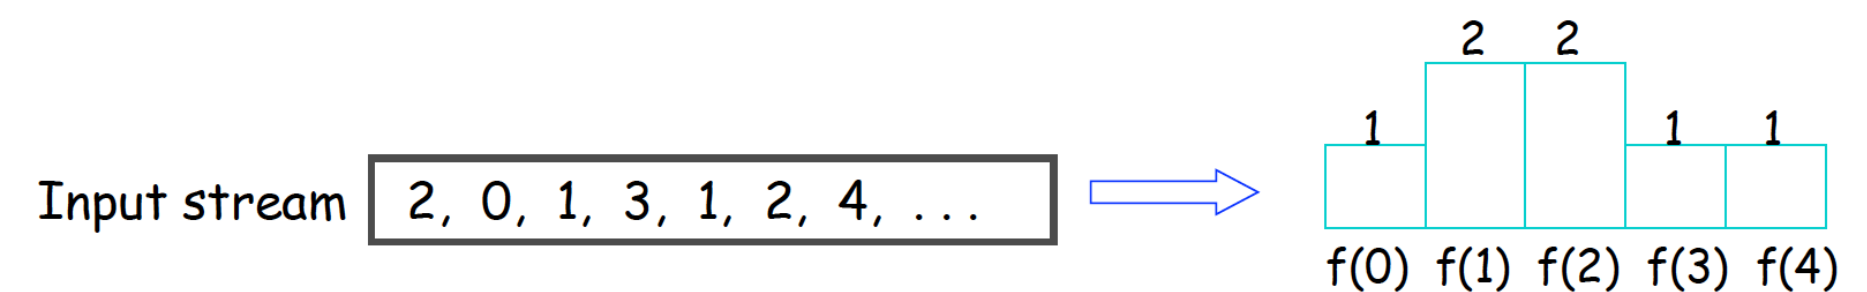 2 2
1 1 1
Input stream 2, 0, 1, 3, 1, 2, 4, . . .
f(0) f(1) f(2) f(3) f(4)